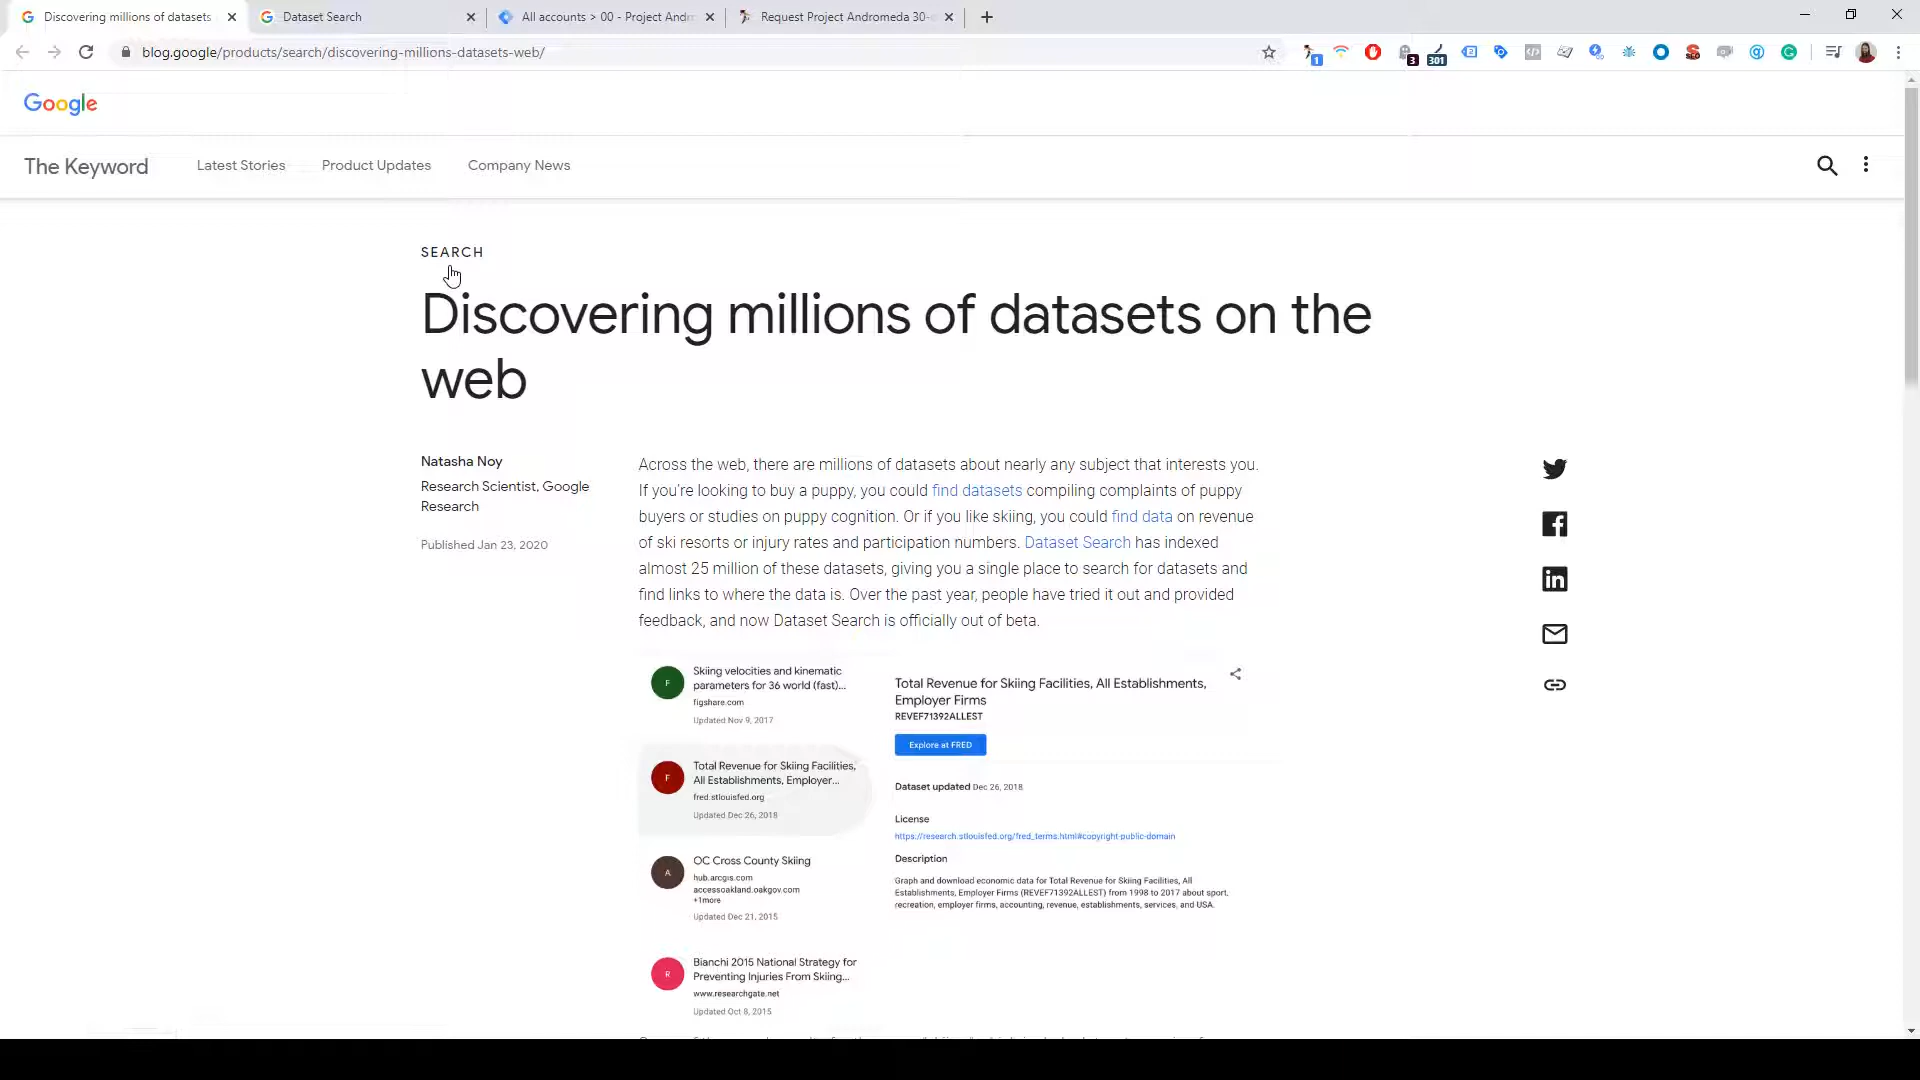 Discovering millions of datasets
Dataset Search
All accounts > 00 - Project Andr
Request Project Andromeda 30-
blog.google/products/search/discovering-millions-datasets-web/
1
3
301
Google
The Keyword
Latest Stories
Product Updates
Company News
SEARCH
Discovering millions of datasets on the
web
Natasha Noy
Research Scientist, Google
Research
Published Jan 23, 2020
Across the web, there are millions of datasets about nearly any subject that interests you.
If you're looking to buy a puppy, you could find datasets compiling complaints of puppy
buyers or studies on puppy cognition. Or if you like skiing, you could find data on revenue
of ski resorts or injury rates and participation numbers. Dataset Search has indexed
almost 25 million of these datasets, giving you a single place to search for datasets and
find links to where the data is. Over the past year, people have tried it out and provided
feedback, and now Dataset Search is officially out of beta.
F
Skiing velocities and kinematic
parameters for 36 world (fast)...
figshare.com
Updated Nov 9, 2017
F
Total Revenue for Skiing Facilities,
All Establishments, Employer...
fred.stlouisfed.org
Updated Dec 26, 2018
A
OC Cross County Skiing
hub.arcgis.com
accessoakland.oakgov.com
+1more
Updated Dec 21, 2015
R
Bianchi 2015 National Strategy for
Preventing Injuries From Skiing...
www.researchgate.net
Updated Oct 8, 2015
Total Revenue for Skiing Facilities, All Establishments,
Employer Firms
REVEF71392ALLEST
Explore at FRED
Dataset updated Dec 26, 2018
License
https://research.stlouisfed.org/fred_terms.html#copyright-public-domain
Description
Graph and download economic data for Total Revenue for Skiing Facilities, All
Establishments, Employer Firms (REVEF71392ALLEST) from 1998 to 2017 about sport,
recreation, employer firms, accounting, revenue, establishments, services, and USA.